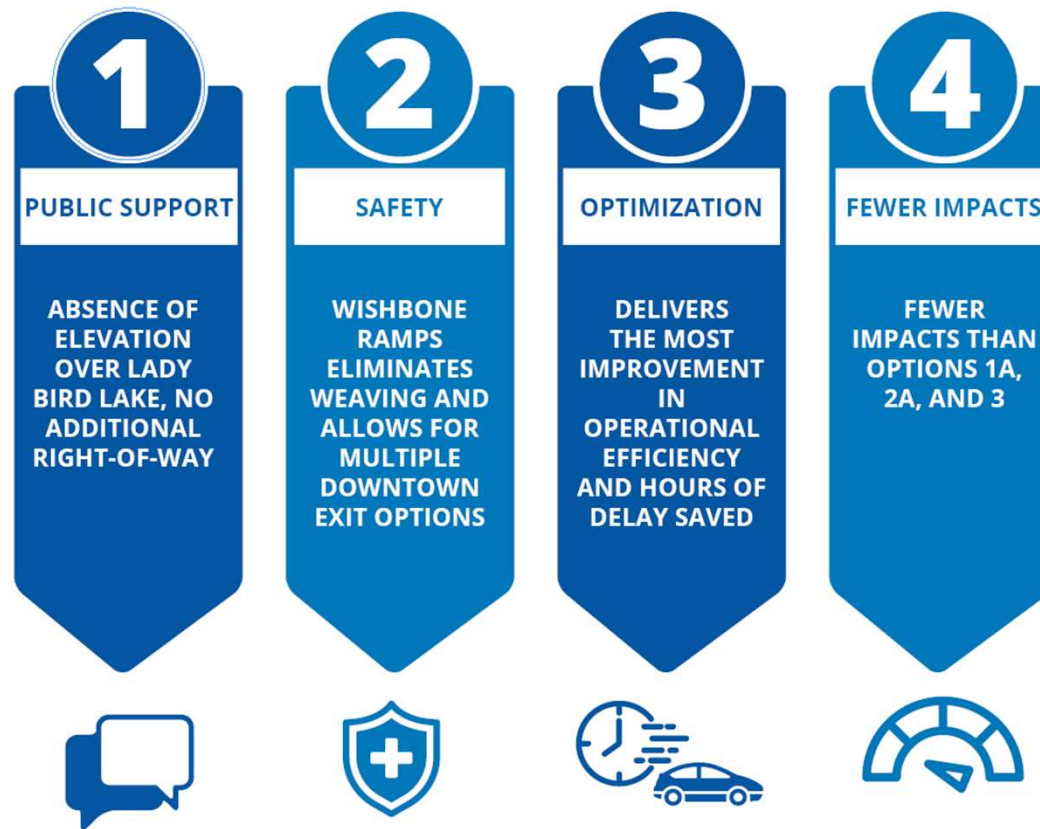 1
PUBLIC SUPPORT
ABSENCE OF
ELEVATION
OVER LADY
BIRD LAKE, NO
ADDITIONAL
RIGHT-OF-WAY
2
SAFETY
WISHBONE
RAMPS
ELIMINATES
WEAVING AND
ALLOWS FOR
MULTIPLE
DOWNTOWN
EXIT OPTIONS
3
OPTIMIZATION
DELIVERS
THE MOST
IMPROVEMENT
IN
OPERATIONAL
EFFICIENCY
AND HOURS OF
DELAY SAVED
4
FEWER IMPACTS
FEWER
IMPACTS THAN
OPTIONS 1A,
2A, AND 3